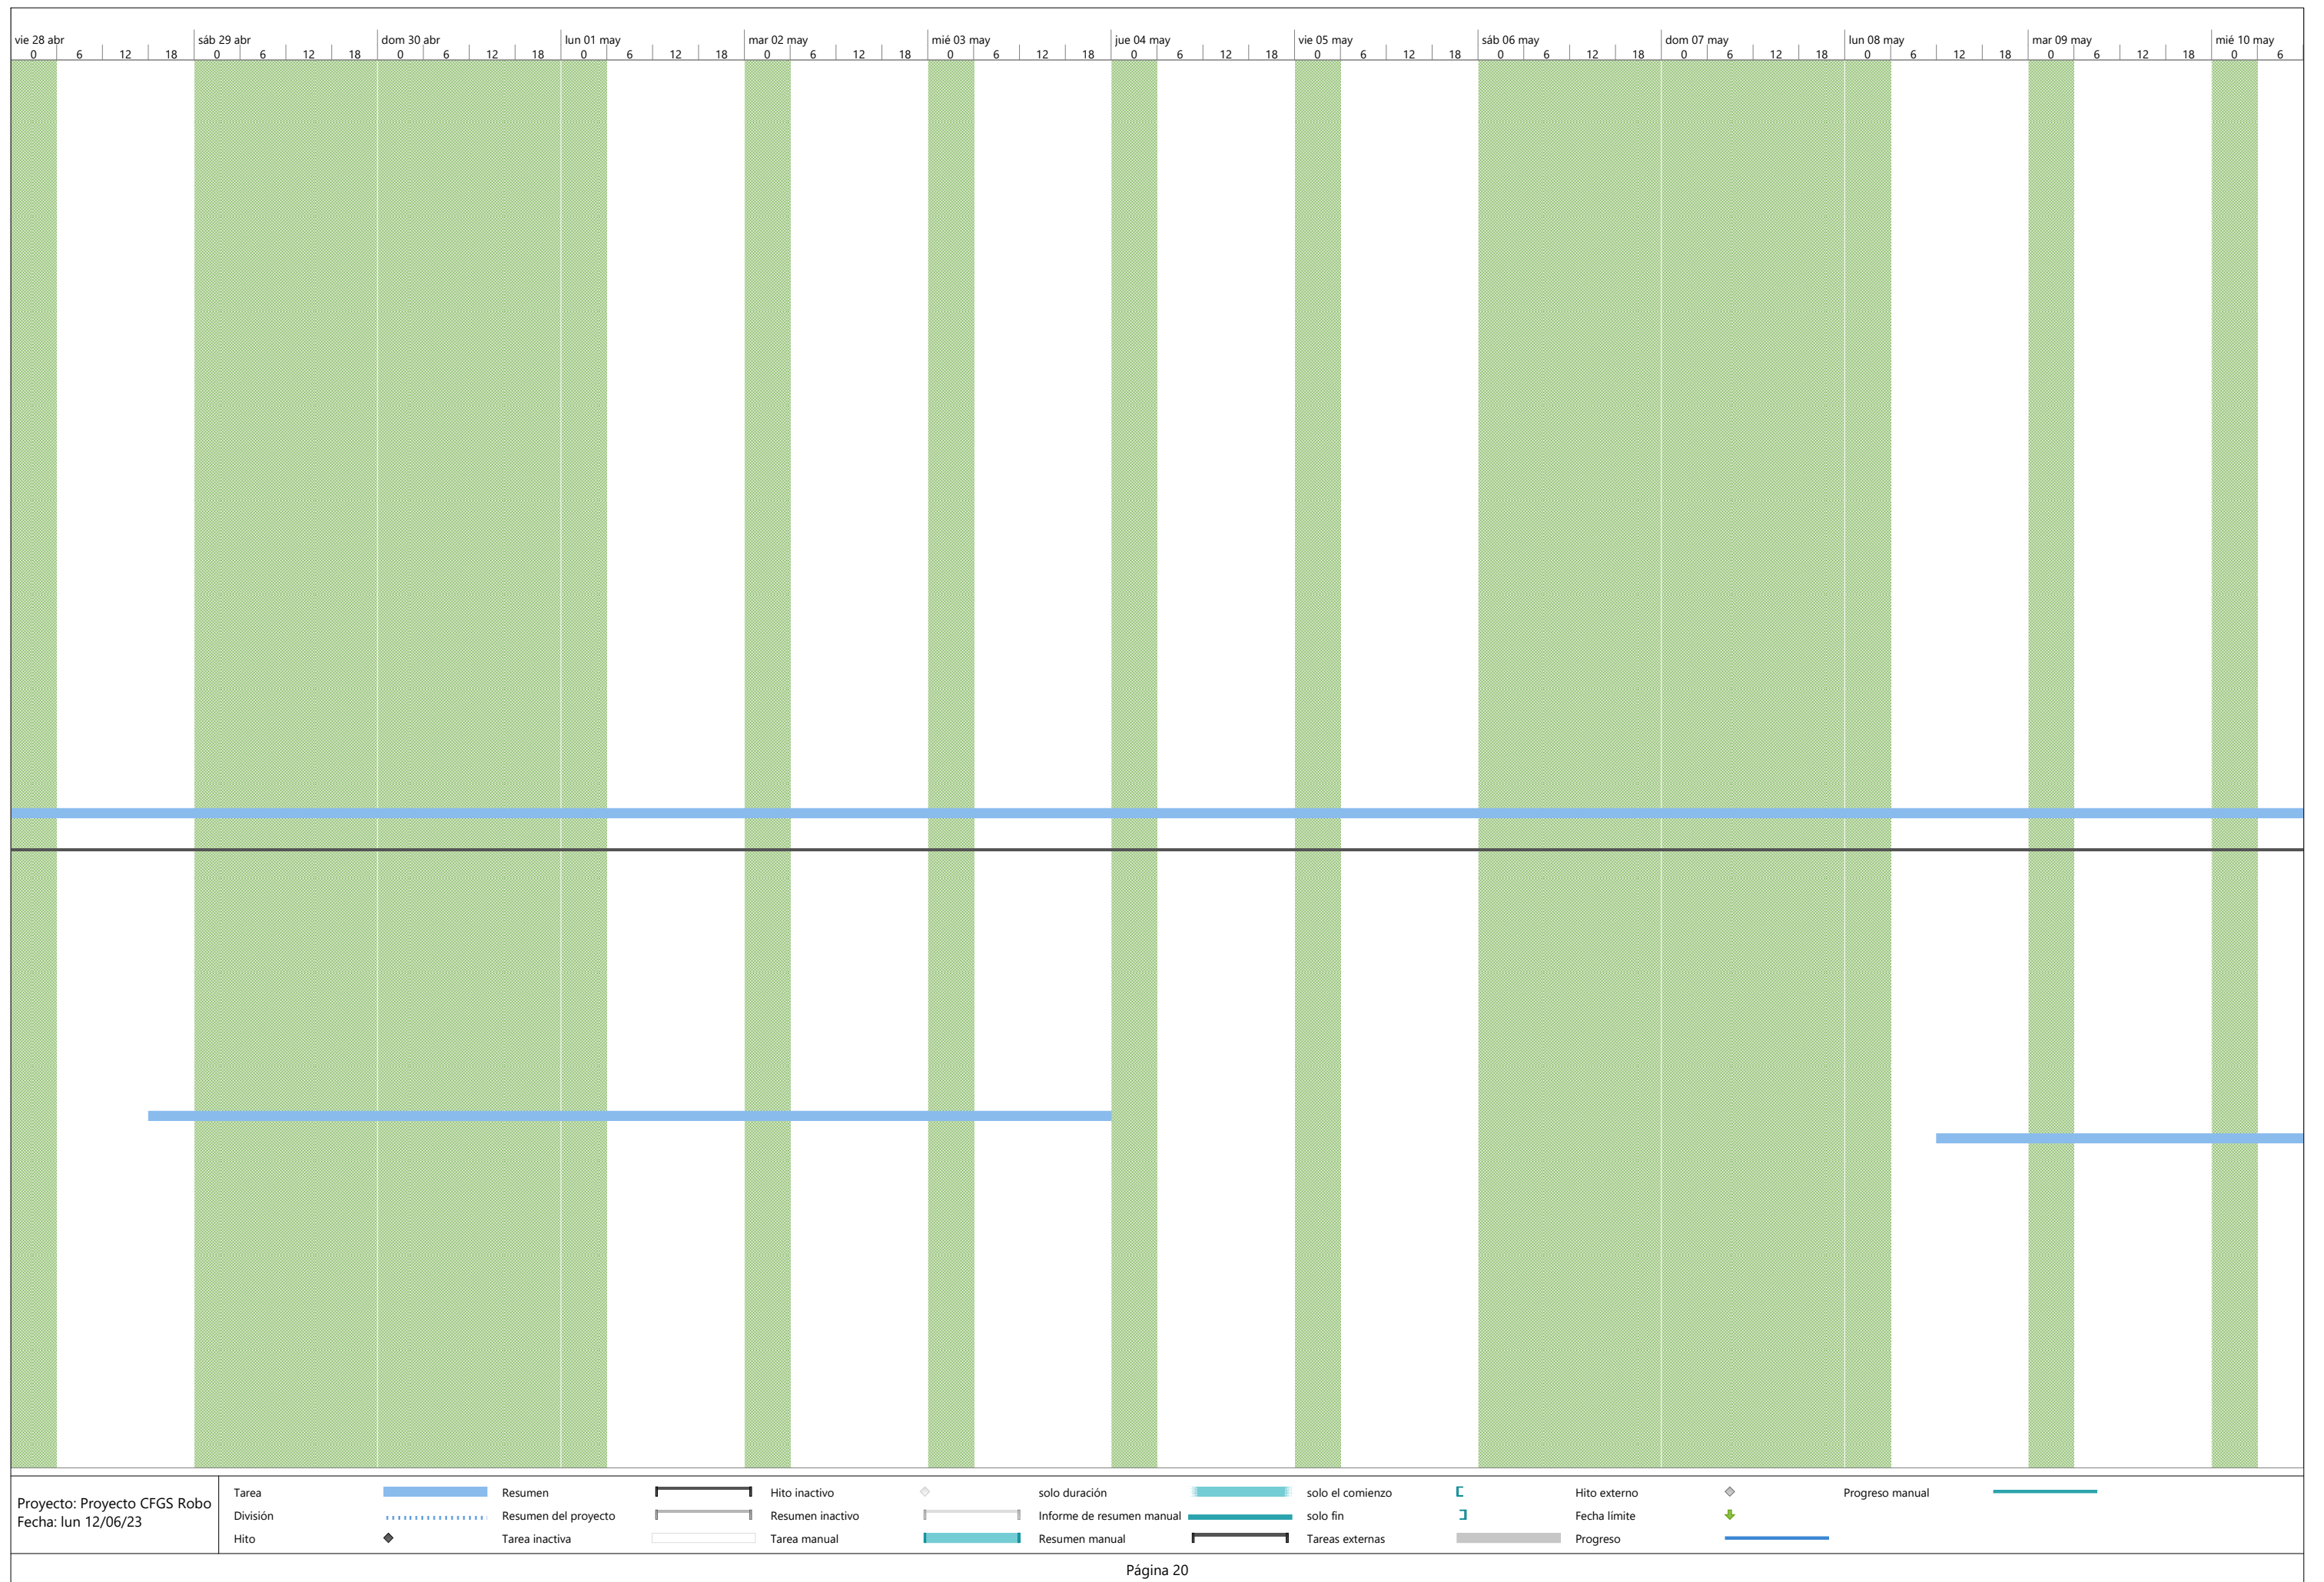 vie 28 abr sáb 29 abr dom 30 abr lun 01 may mar 02 may mié 03 may jue 04 may vie 05 may sáb 06 may dom 07 may lun 08 may mar 09 may mié 10 may
0 6 12 18 0 6 12 18 0 6 12 18 0 6 12 18 0 6 12 18 0 6 12 18 0 6 12 18 0 6 12 18 0 6 12 18 0 6 12 18 0 6 12 18 0 6 12 18 0 6
Proyecto: Proyecto CFGS Robo
Fecha: lun 12/06/23
Tarea Resumen Hito inactivo solo duración solo el comienzo Hito externo Progreso manual
División Resumen del proyecto Resumen inactivo Informe de resumen manual solo fin Fecha límite
Hito Tarea inactiva Tarea manual Resumen manual Tareas externas Progreso
Página 20